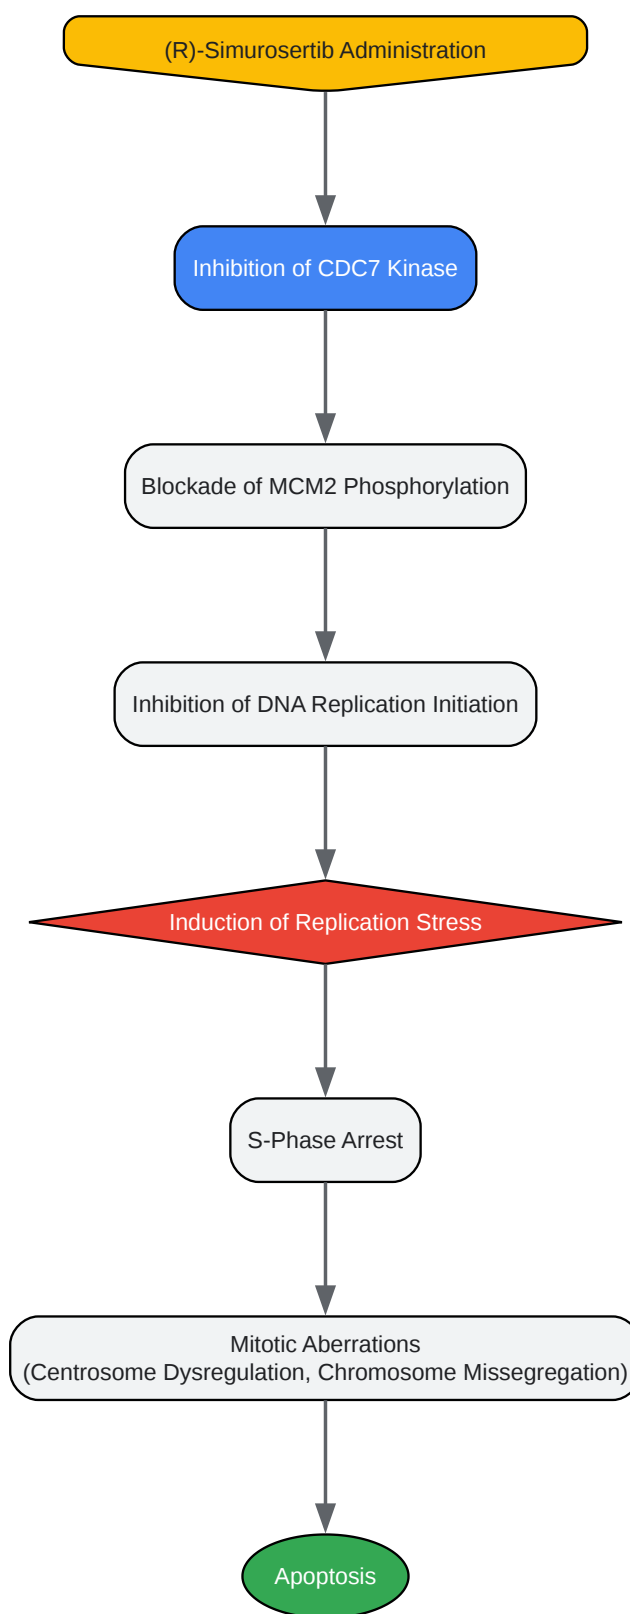 (R)-Simurosertib Administration
Inhibition of CDC7 Kinase
Blockade of MCM2 Phosphorylation
Inhibition of DNA Replication Initiation
Induction of Replication Stress
S-Phase Arrest
Mitotic Aberrations
(Centrosome Dysregulation, Chromosome Missegregation)
Apoptosis